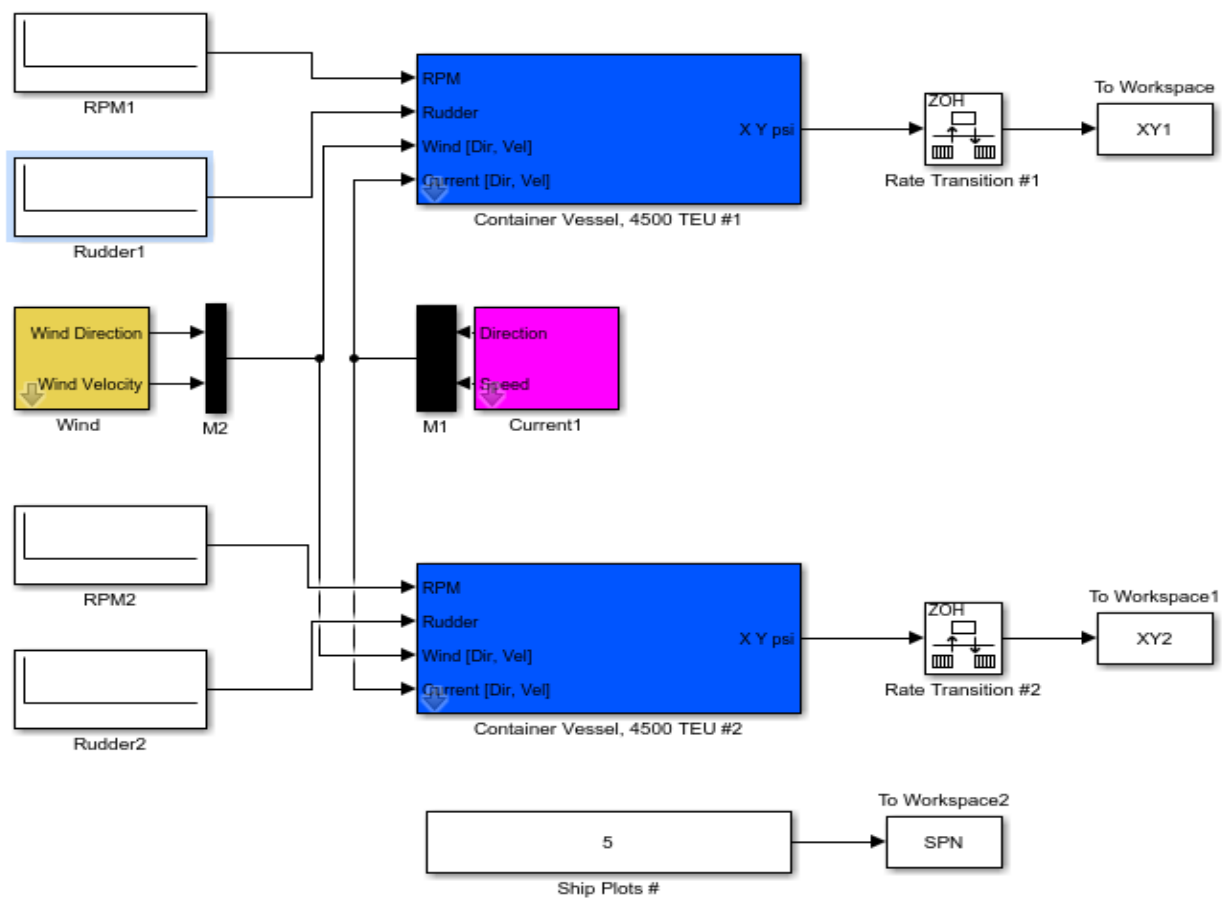 RPM1
RPM
Rudder
Wind [Dir, Vel]
Current [Dir, Vel]
X Y psi
Container Vessel, 4500 TEU #1
ZOH
Rate Transition #1
To Workspace
XY1
Rudder1
Wind Direction
Wind Velocity
Wind
M2
M1
Direction
Speed
Current1
RPM2
Rudder2
RPM
Rudder
Wind [Dir, Vel]
Current [Dir, Vel]
X Y psi
Container Vessel, 4500 TEU #2
ZOH
Rate Transition #2
To Workspace1
XY2
5
Ship Plots #
To Workspace2
SPN